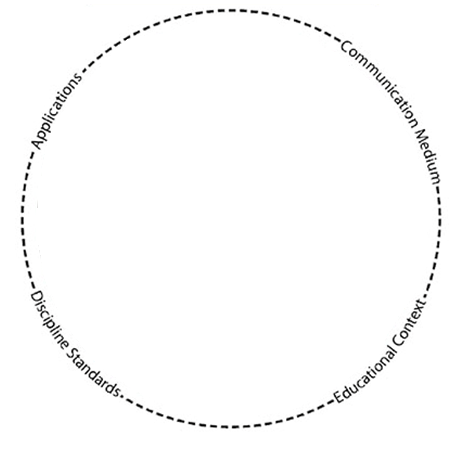 Applications
Communication Medium
Discipline Standards
Educational Context